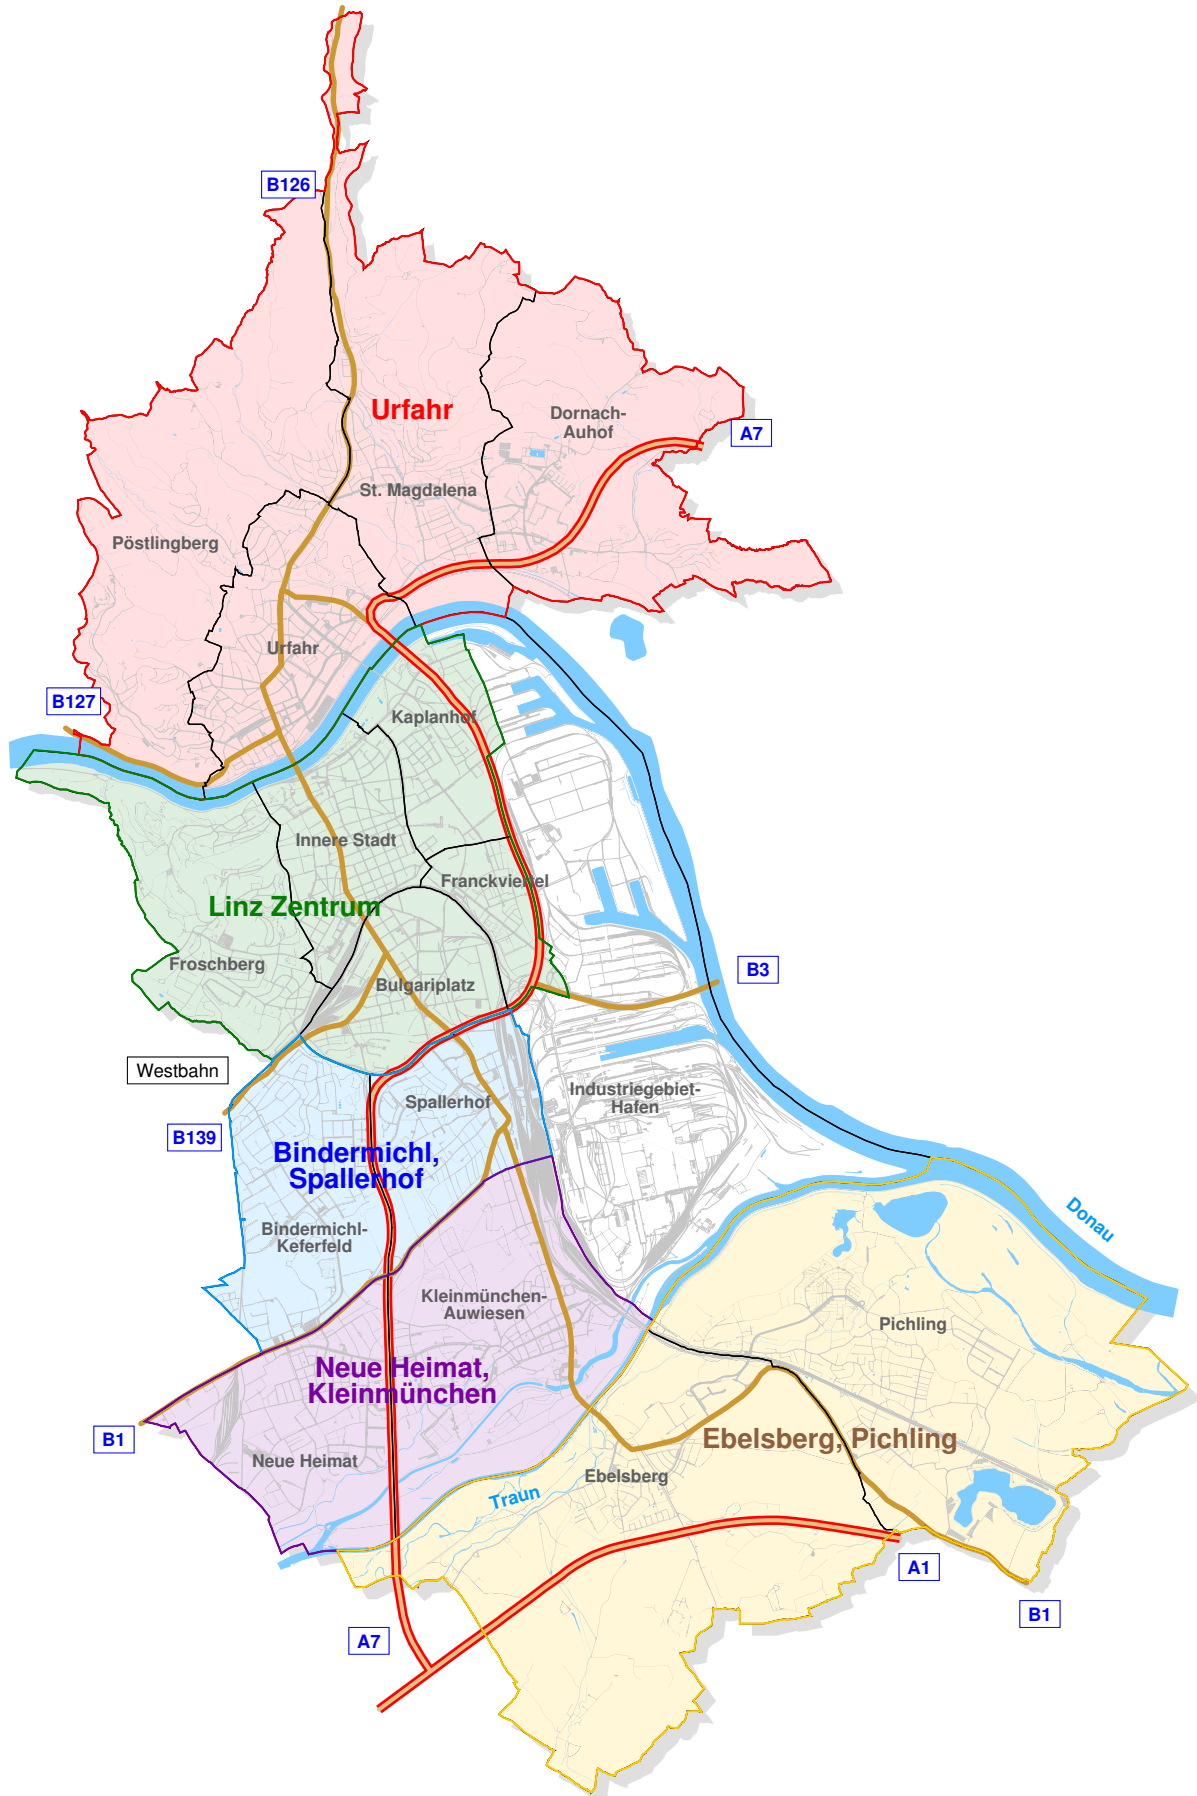 B126
Urfahr
Dornach-
Auhof
A7
St. Magdalena
Pöstlingberg
Urfahr
B127
Kaplanhof
Innere Stadt
Franckviertel
Linz Zentrum
Froschberg
B3
Bulgariplatz
Westbahn
Industriegebiet-
Hafen
Spallerhof
B139
Bindermichl,
Spallerhof
Donau
Bindermichl-
Keferfeld
Kleinmünchen-
Auwiesen
Pichling
Neue Heimat,
Kleinmünchen
B1
Ebelsberg, Pichling
Neue Heimat
Ebelsberg
Traun
A1
B1
A7